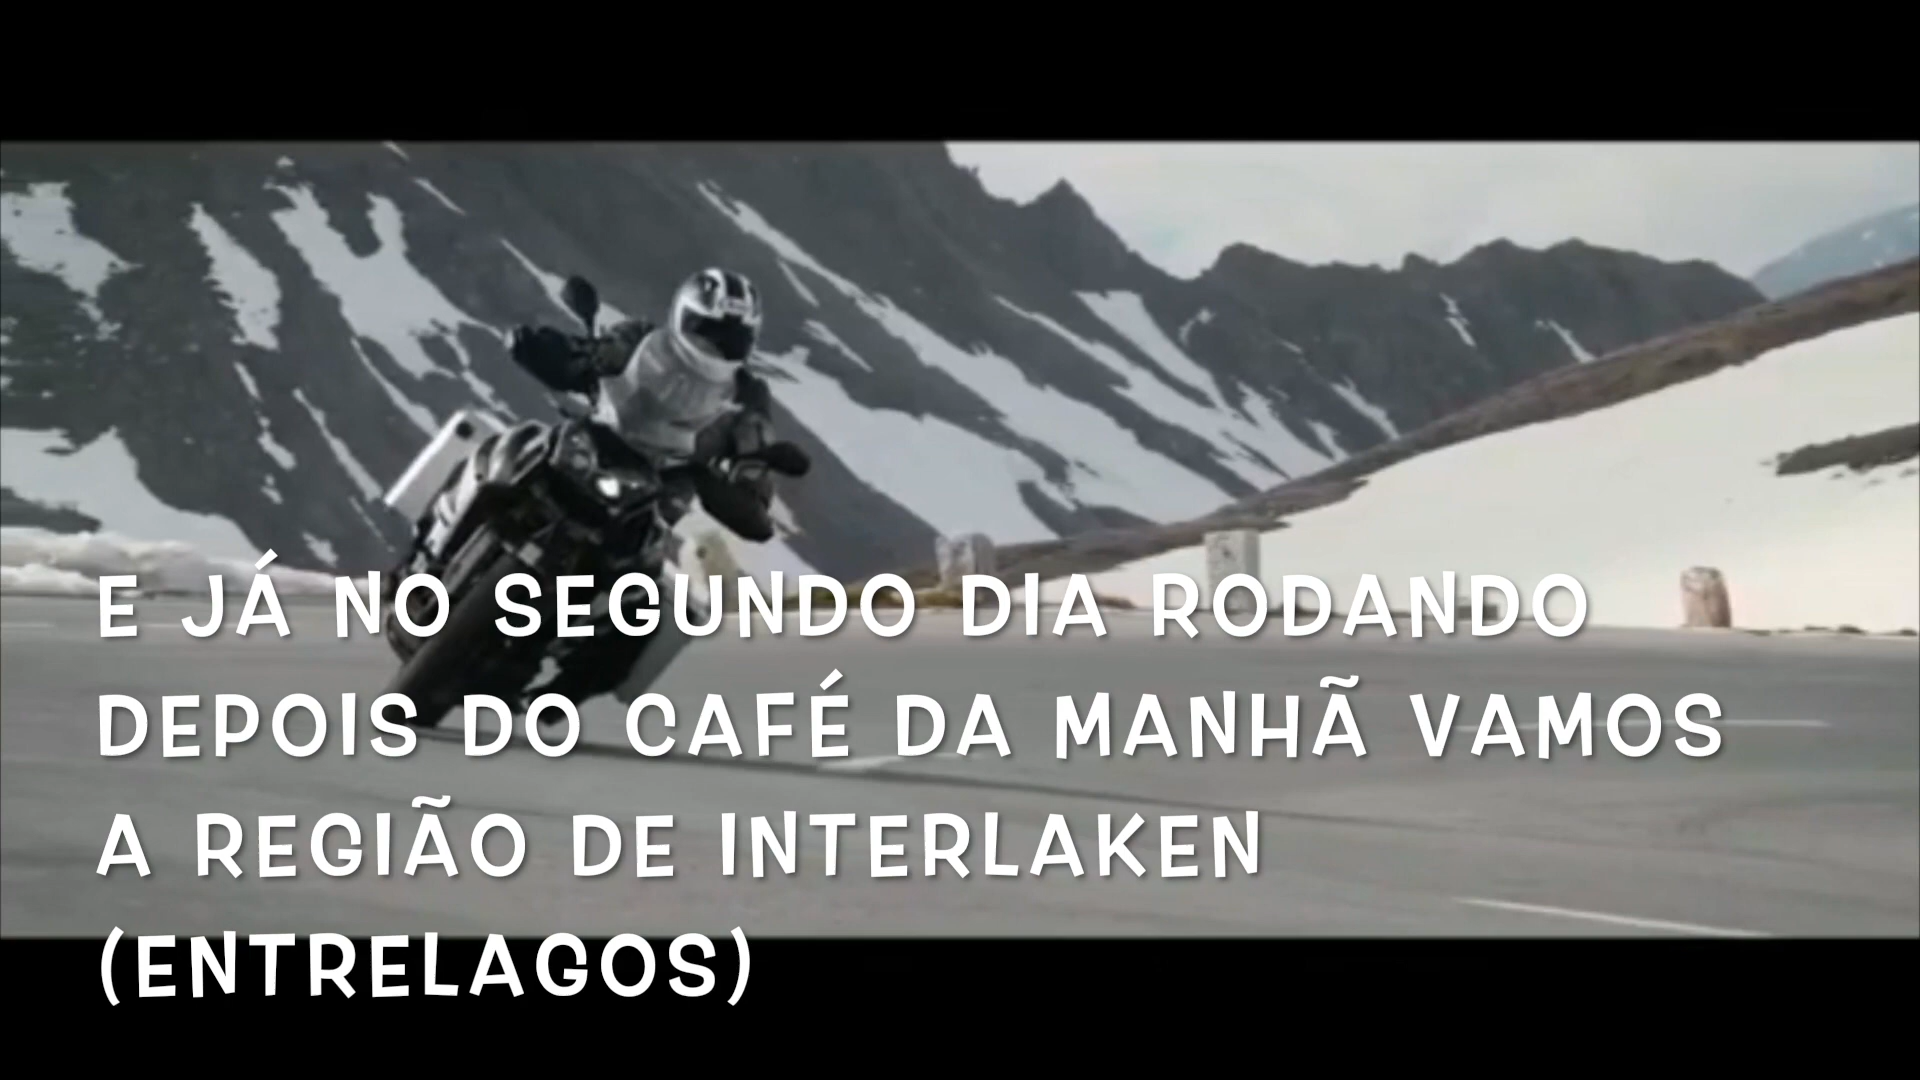 E JÁ NO SEGUNDO DIA RODANDO
DEPOIS DO CAFÉ DA MANHÃ VAMOS
A REGIÃO DE INTERLAKEN
(ENTRELAGOS)